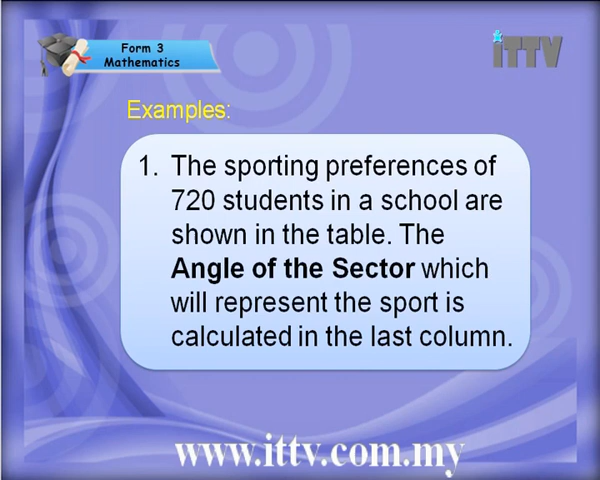 Form 3
Mathematics
iTTV
Examples:
1. The sporting preferences of
720 students in a school are
shown in the table. The
Angle of the Sector which
will represent the sport is
calculated in the last column.
www.ittv.com.my